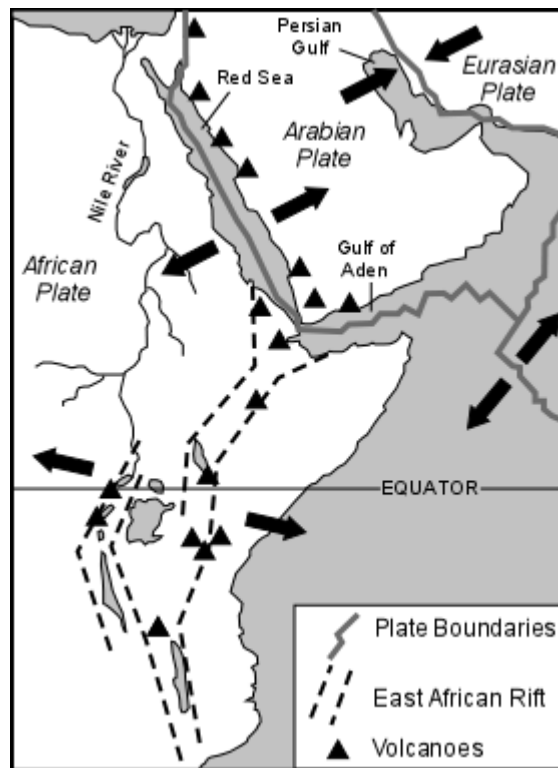 Persian
Gulf
Eurasian
Plate
Red Sea
Arabian
Plate
Nile River
African
Plate
Gulf of
Aden
EQUATOR
Plate Boundaries
East African Rift
Volcanoes